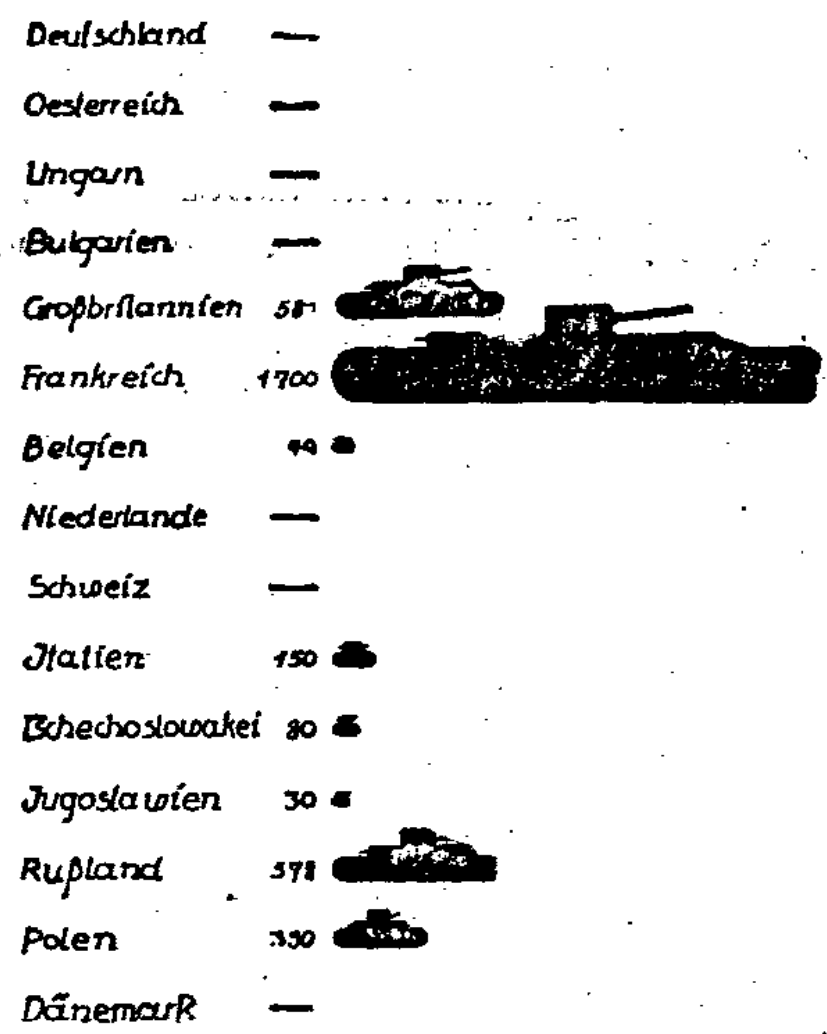 Deutschland —
Oesterreich —
Ungarn —
Bulgarien —
Großbritannien
Frankreich 1700
Belgien
Niederlande —
Schweiz —
Italien 150
Tschechoslowakei 80
Jugoslawien 30
Rußland
Polen
Dänemark —